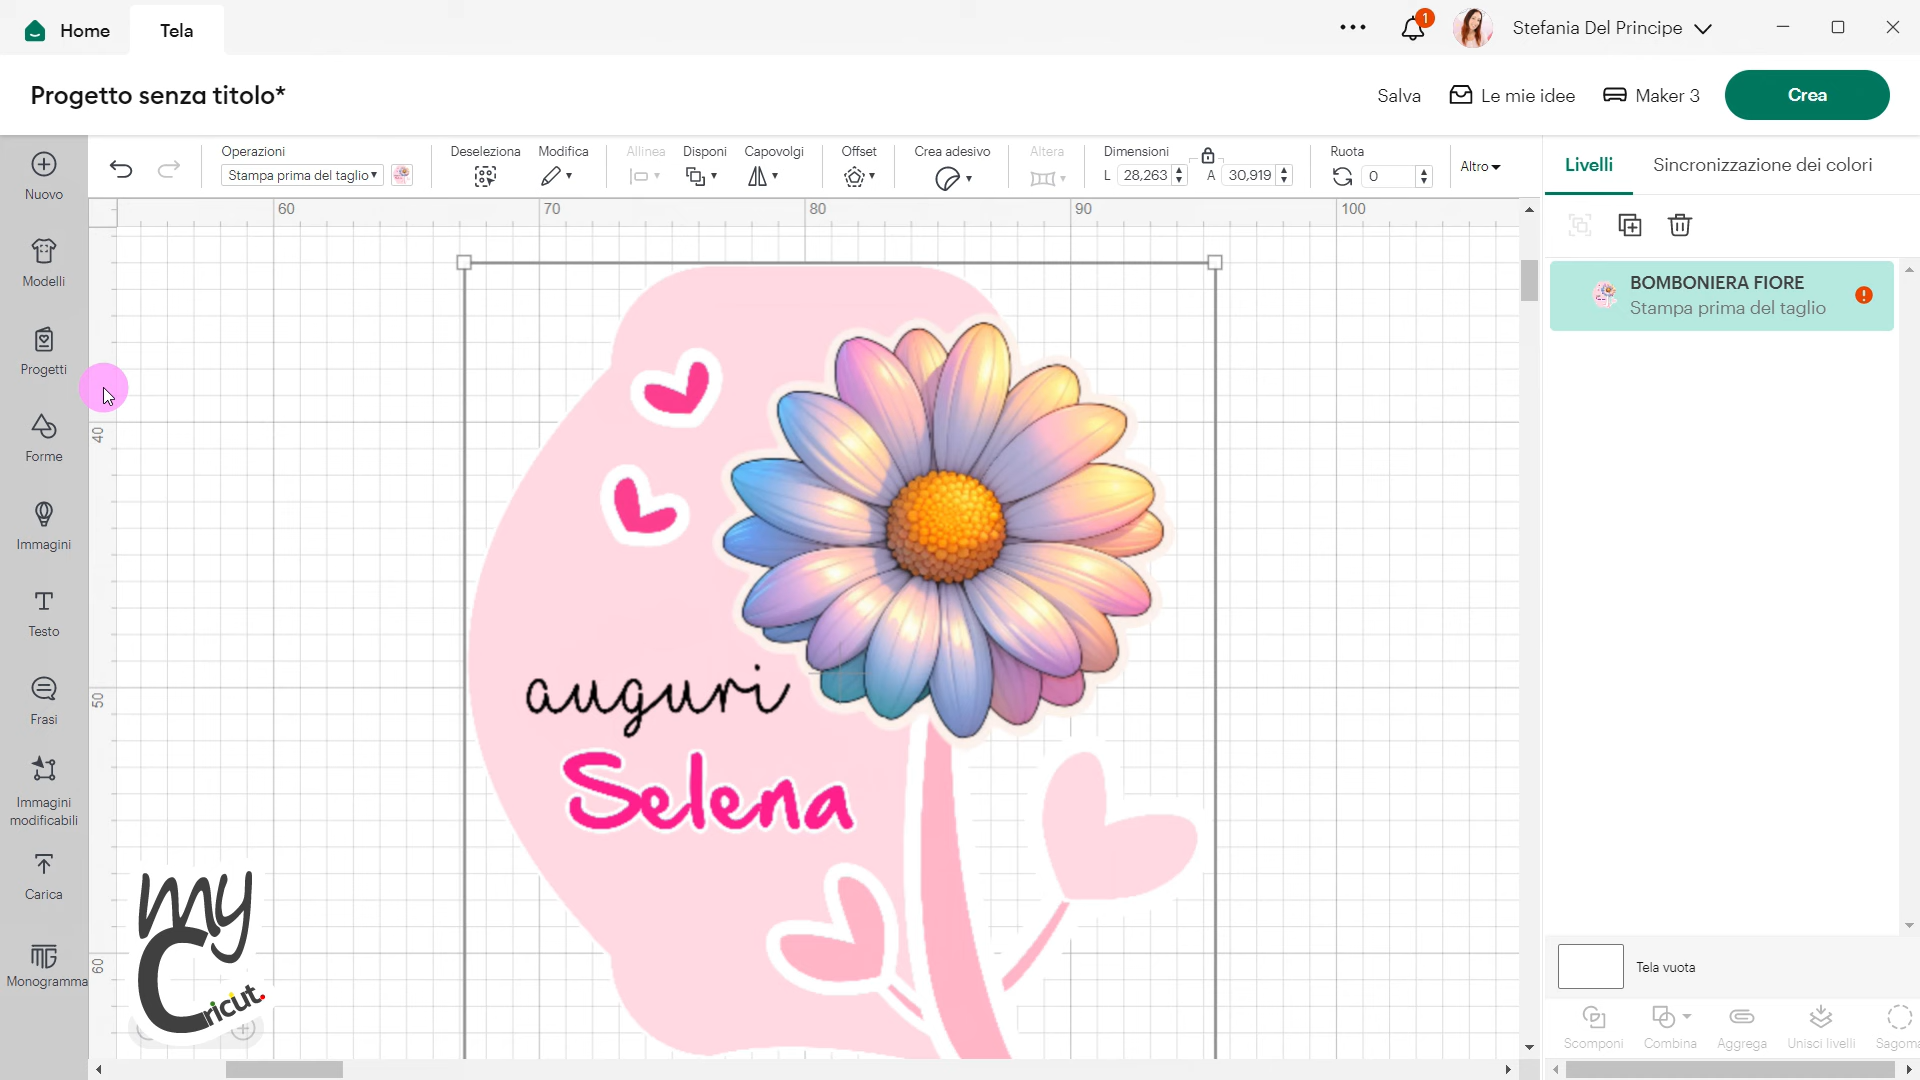 Home
Tela
1
Stefania Del Principe
Progetto senza titolo*
Salva
Le mie idee
Maker 3
Crea
Nuovo
Modelli
Progetti
Forme
Immagini
Testo
Frasi
Immagini
modificabili
Carica
Monogramma
Operazioni
Stampa prima del taglio
Deseleziona
Modifica
Allinea
Disponi
Capovolgi
Offset
Crea adesivo
Altera
Dimensioni
L 28,263
A 30,919
Ruota
0
Altro
60
70
80
90
100
40
50
60
auguri
Selena
my
Cricut.
Livelli
Sincronizzazione dei colori
BOMBONIERA FIORE
Stampa prima del taglio
Tela vuota
Scomponi
Combina
Aggrega
Unisci livelli